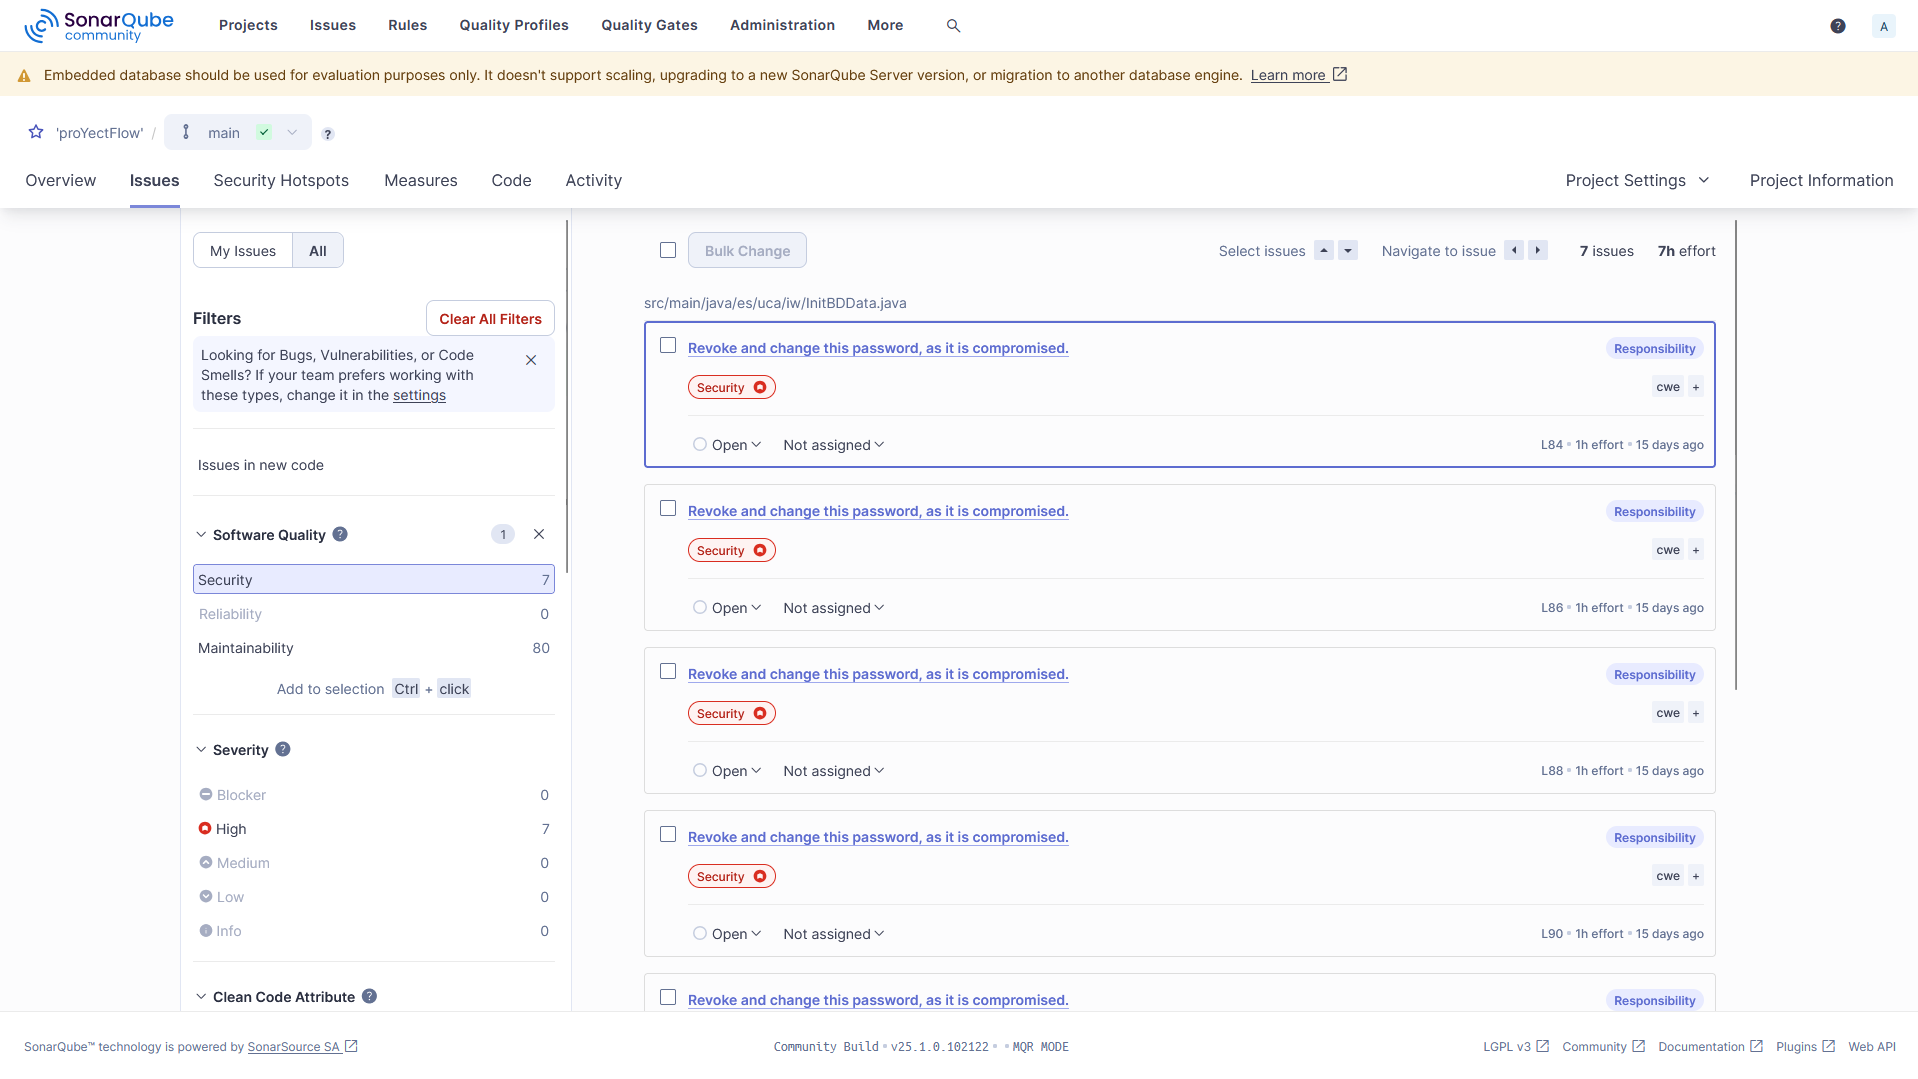 SonarQube community
Projects Issues Rules Quality Profiles Quality Gates Administration More ? A
Embedded database should be used for evaluation purposes only. It doesn't support scaling, upgrading to a new SonarQube Server version, or migration to another database engine. Learn more
'proYectFlow' / main ?
Overview Issues Security Hotspots Measures Code Activity Project Settings Project Information
My Issues All
Filters Clear All Filters
Looking for Bugs, Vulnerabilities, or Code
Smells? If your team prefers working with
these types, change it in the settings
Issues in new code
Software Quality ? 1
Security 7
Reliability 0
Maintainability 80
Add to selection Ctrl + click
Severity ?
Blocker 0
High 7
Medium 0
Low 0
Info 0
Clean Code Attribute ?
Bulk Change Select issues Navigate to issue 7 issues 7h effort
src/main/java/es/uca/iw/InitBDData.java
Revoke and change this password, as it is compromised. Responsibility
Security cwe +
Open Not assigned L84 1h effort 15 days ago
Revoke and change this password, as it is compromised. Responsibility
Security cwe +
Open Not assigned L86 1h effort 15 days ago
Revoke and change this password, as it is compromised. Responsibility
Security cwe +
Open Not assigned L88 1h effort 15 days ago
Revoke and change this password, as it is compromised. Responsibility
Security cwe +
Open Not assigned L90 1h effort 15 days ago
Revoke and change this password, as it is compromised. Responsibility
SonarQube™ technology is powered by SonarSource SA Community Build v25.1.0.102122 MQR MODE LGPL v3 Community Documentation Plugins Web API